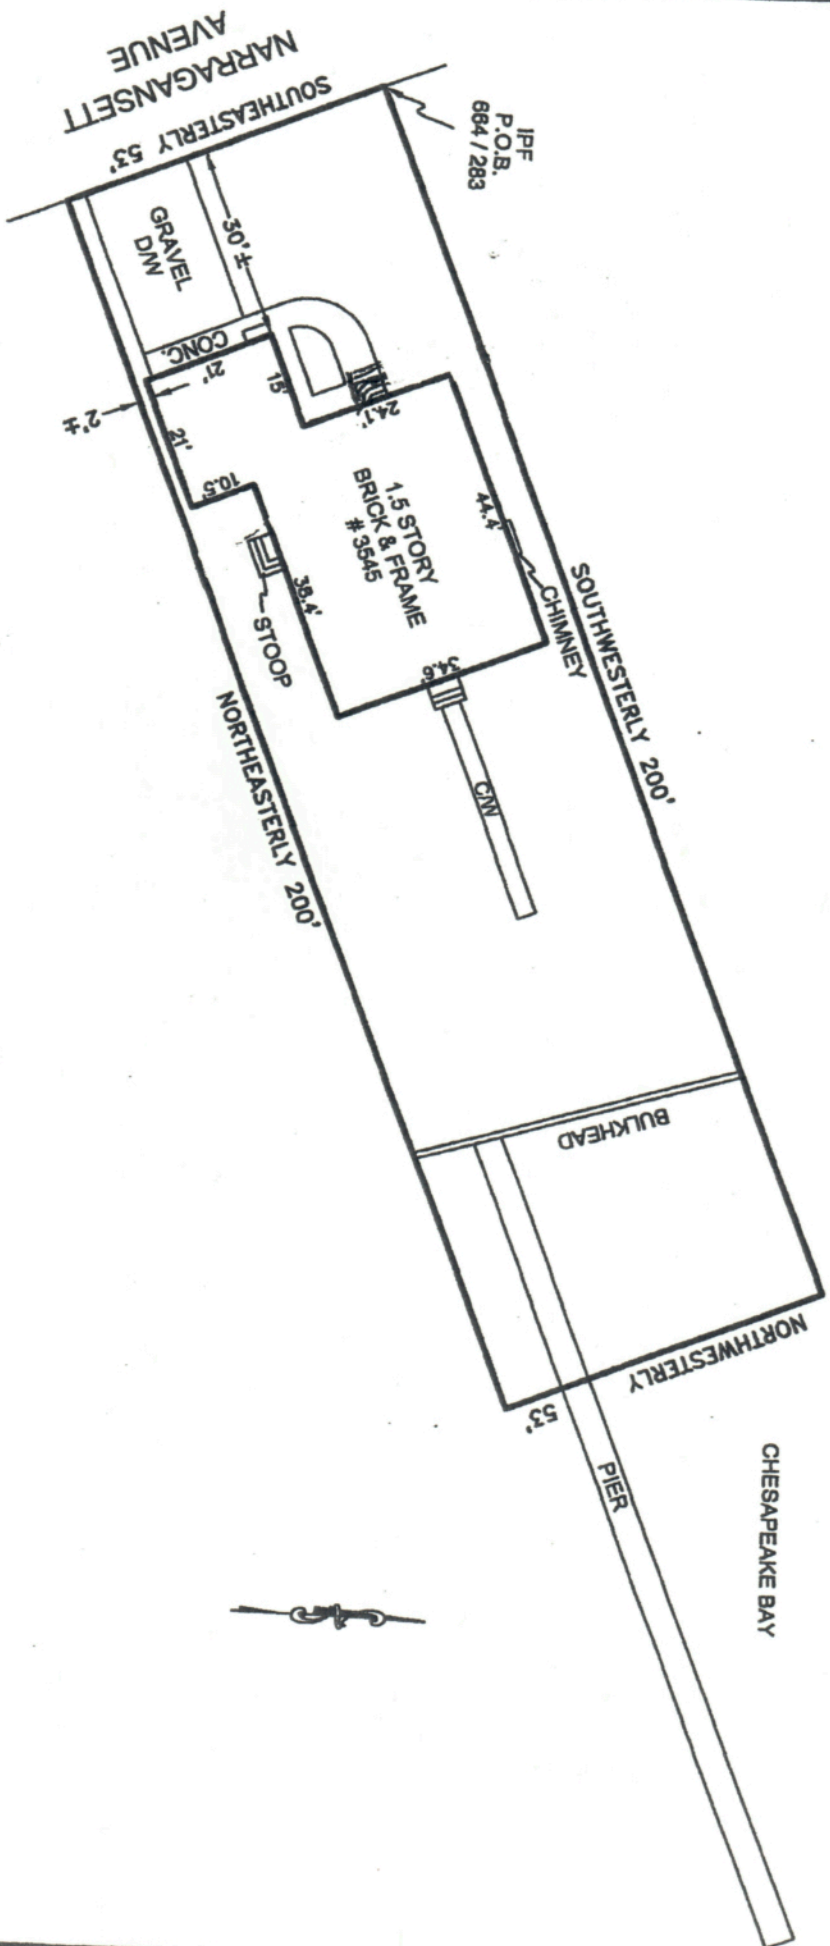 NARRAGANSETT
AVENUE
SOUTHEASTERLY 53'
IPF
P.O.B.
664 / 283
GRAVEL
D/W
30'±
CONC.
21'
15'
24.1'
2'±
21'
10.5'
1.5 STORY
BRICK & FRAME
# 3545
44.4'
CHIMNEY
38.4'
STOOP
34.6'
C/W
SOUTHWESTERLY 200'
NORTHEASTERLY 200'
BULKHEAD
NORTHWESTERLY
53'
PIER
CHESAPEAKE BAY